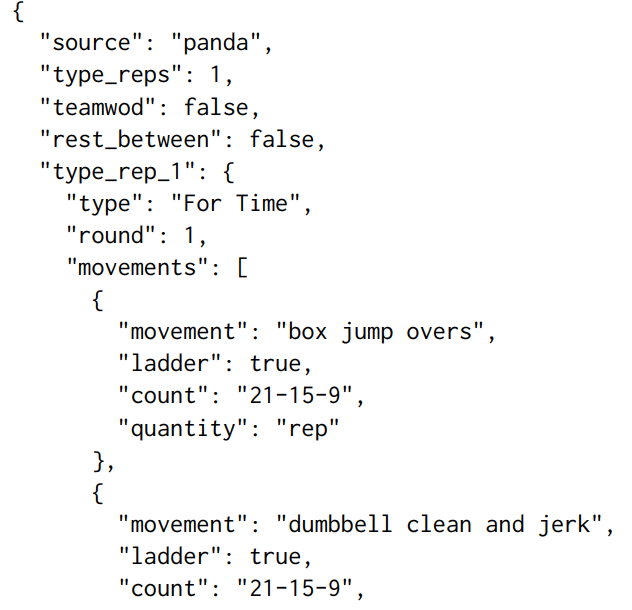 {
  "source": "panda",
  "type_reps": 1,
  "teamwod": false,
  "rest_between": false,
  "type_rep_1": {
    "type": "For Time",
    "round": 1,
    "movements": [
      {
        "movement": "box jump overs",
        "ladder": true,
        "count": "21-15-9",
        "quantity": "rep"
      },
      {
        "movement": "dumbbell clean and jerk",
        "ladder": true,
        "count": "21-15-9",